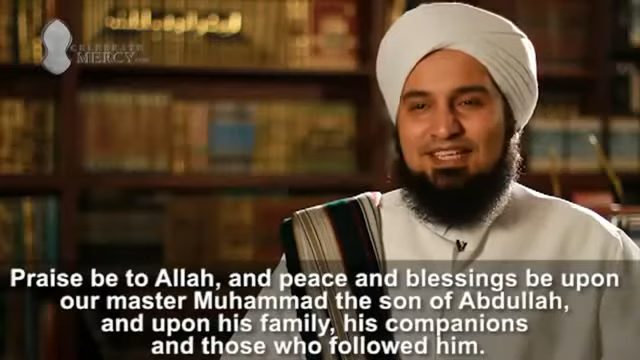 CELEBRATE
MERCY.com
Praise be to Allah, and peace and blessings be upon
our master Muhammad the son of Abdullah,
and upon his family, his companions
and those who followed him.